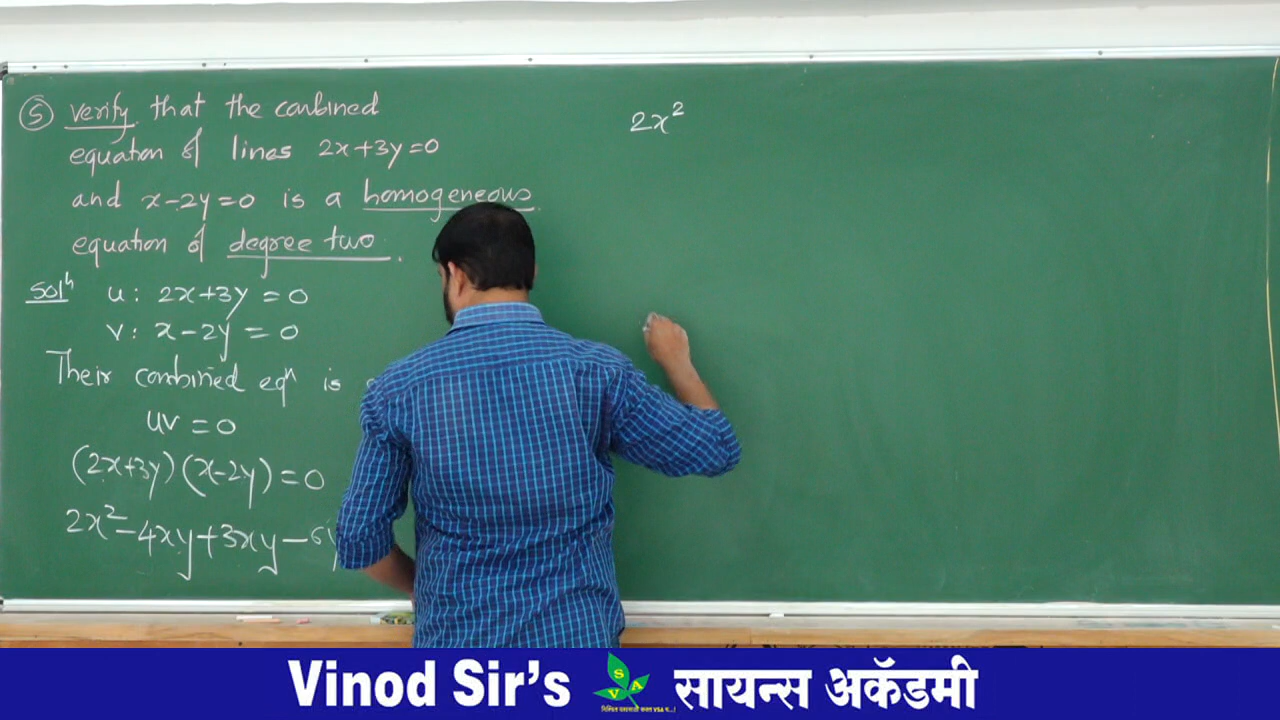 ⑤ verify that the combined
equation of lines 2x+3y=0
and x-2y=0 is a homogeneous
equation of degree two.
Solⁿ u: 2x+3y=0
v: x-2y=0
Their combined eqⁿ is
uv=0
(2x+3y)(x-2y)=0
2x²-4xy+3xy-6y
2x²
Vinod Sir's SVA सायन्स अकॅडमी